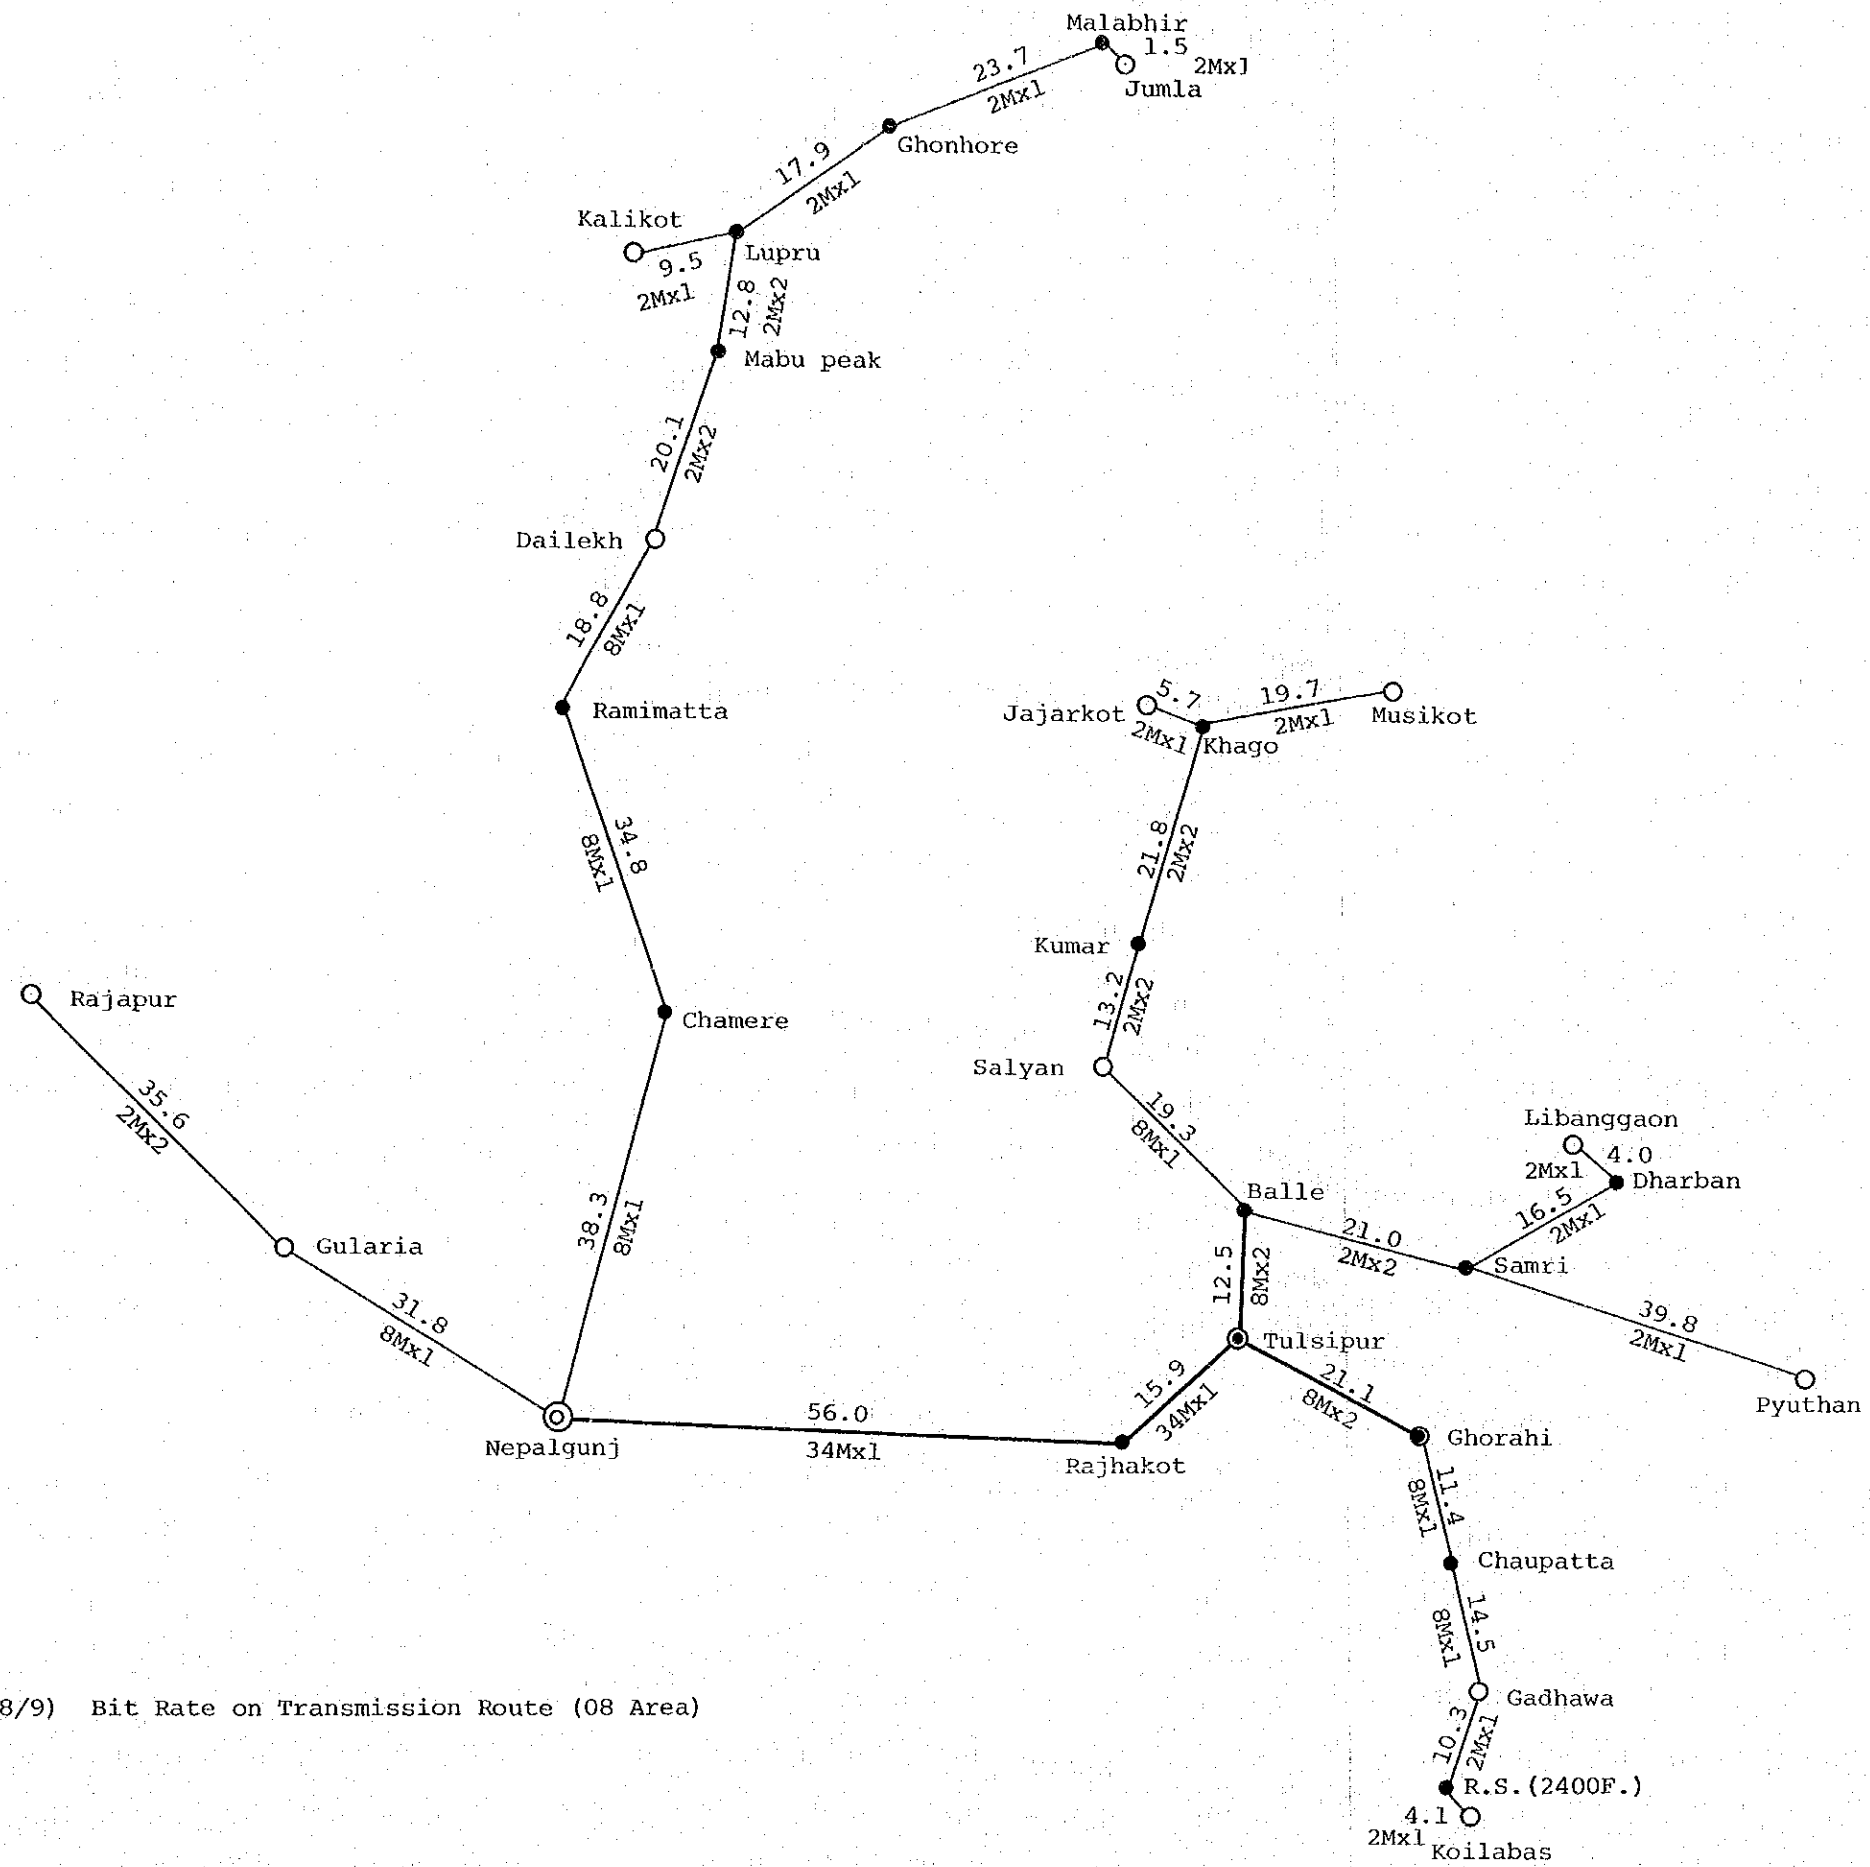 Malabhir
1.5
2Mx1
Jumla
23.7
2Mx1
Ghonhore
17.9
2Mx1
Kalikot
Lupru
9.5
2Mx1
12.8
2Mx2
Mabu peak
20.1
2Mx2
Dailekh
18.8
8Mx1
Ramimatta
34.8
8Mx1
Chamere
38.3
8Mx1
Rajapur
35.6
2Mx2
Gularia
31.8
8Mx1
Nepalgunj
56.0
34Mx1
Rajhakot
15.9
34Mx1
Tulsipur
Jajarkot
5.7
2Mx1
Khago
19.7
2Mx1
Musikot
21.8
2Mx2
Kumar
13.2
2Mx2
Salyan
19.3
8Mx1
Balle
12.5
8Mx2
21.0
2Mx2
Samri
Libanggaon
4.0
2Mx1
Dharban
16.5
2Mx1
39.8
2Mx1
Pyuthan
21.1
8Mx2
Ghorahi
11.4
8Mx1
Chaupatta
14.5
8Mx1
Gadhawa
10.3
2Mx1
R.S.(2400F.)
4.1
2Mx1
Koilabas
8/9) Bit Rate on Transmission Route (08 Area)